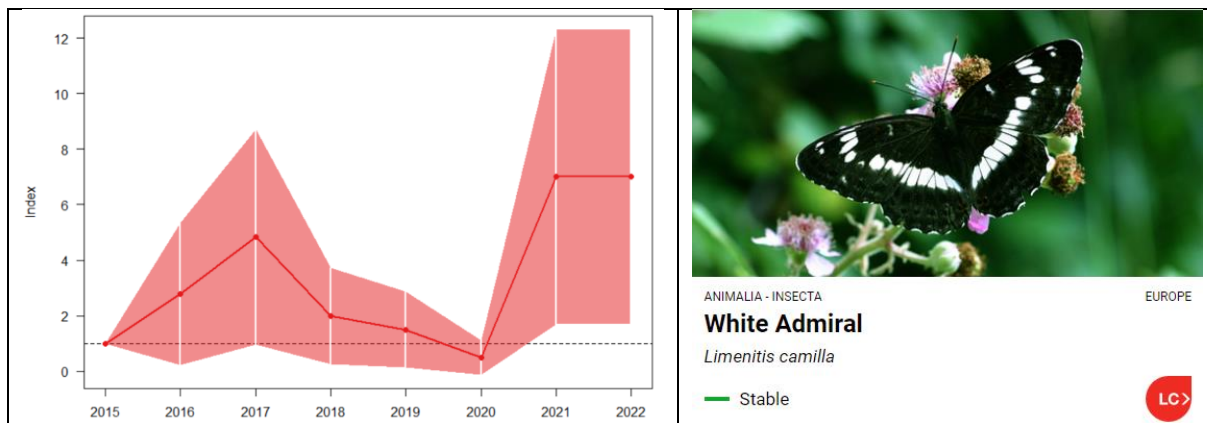 12
10
8
6
4
2
0
Index
2015 2016 2017 2018 2019 2020 2021 2022
ANIMALIA - INSECTA EUROPE
White Admiral
Limenitis camilla
Stable
LC